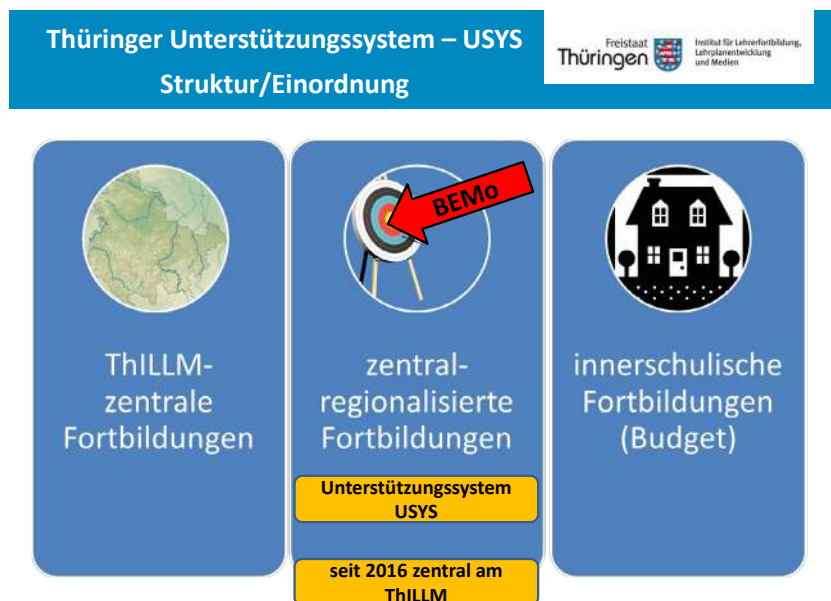 Thüringer Unterstützungssystem – USYS
Struktur/Einordnung
Freistaat
Thüringen
Institut für Lehrerfortbildung,
Lehrplanentwicklung
und Medien
BEMo
ThILLM-
zentrale
Fortbildungen
zentral-
regionalisierte
Fortbildungen
Unterstützungssystem
USYS
seit 2016 zentral am
ThILLM
innerschulische
Fortbildungen
(Budget)